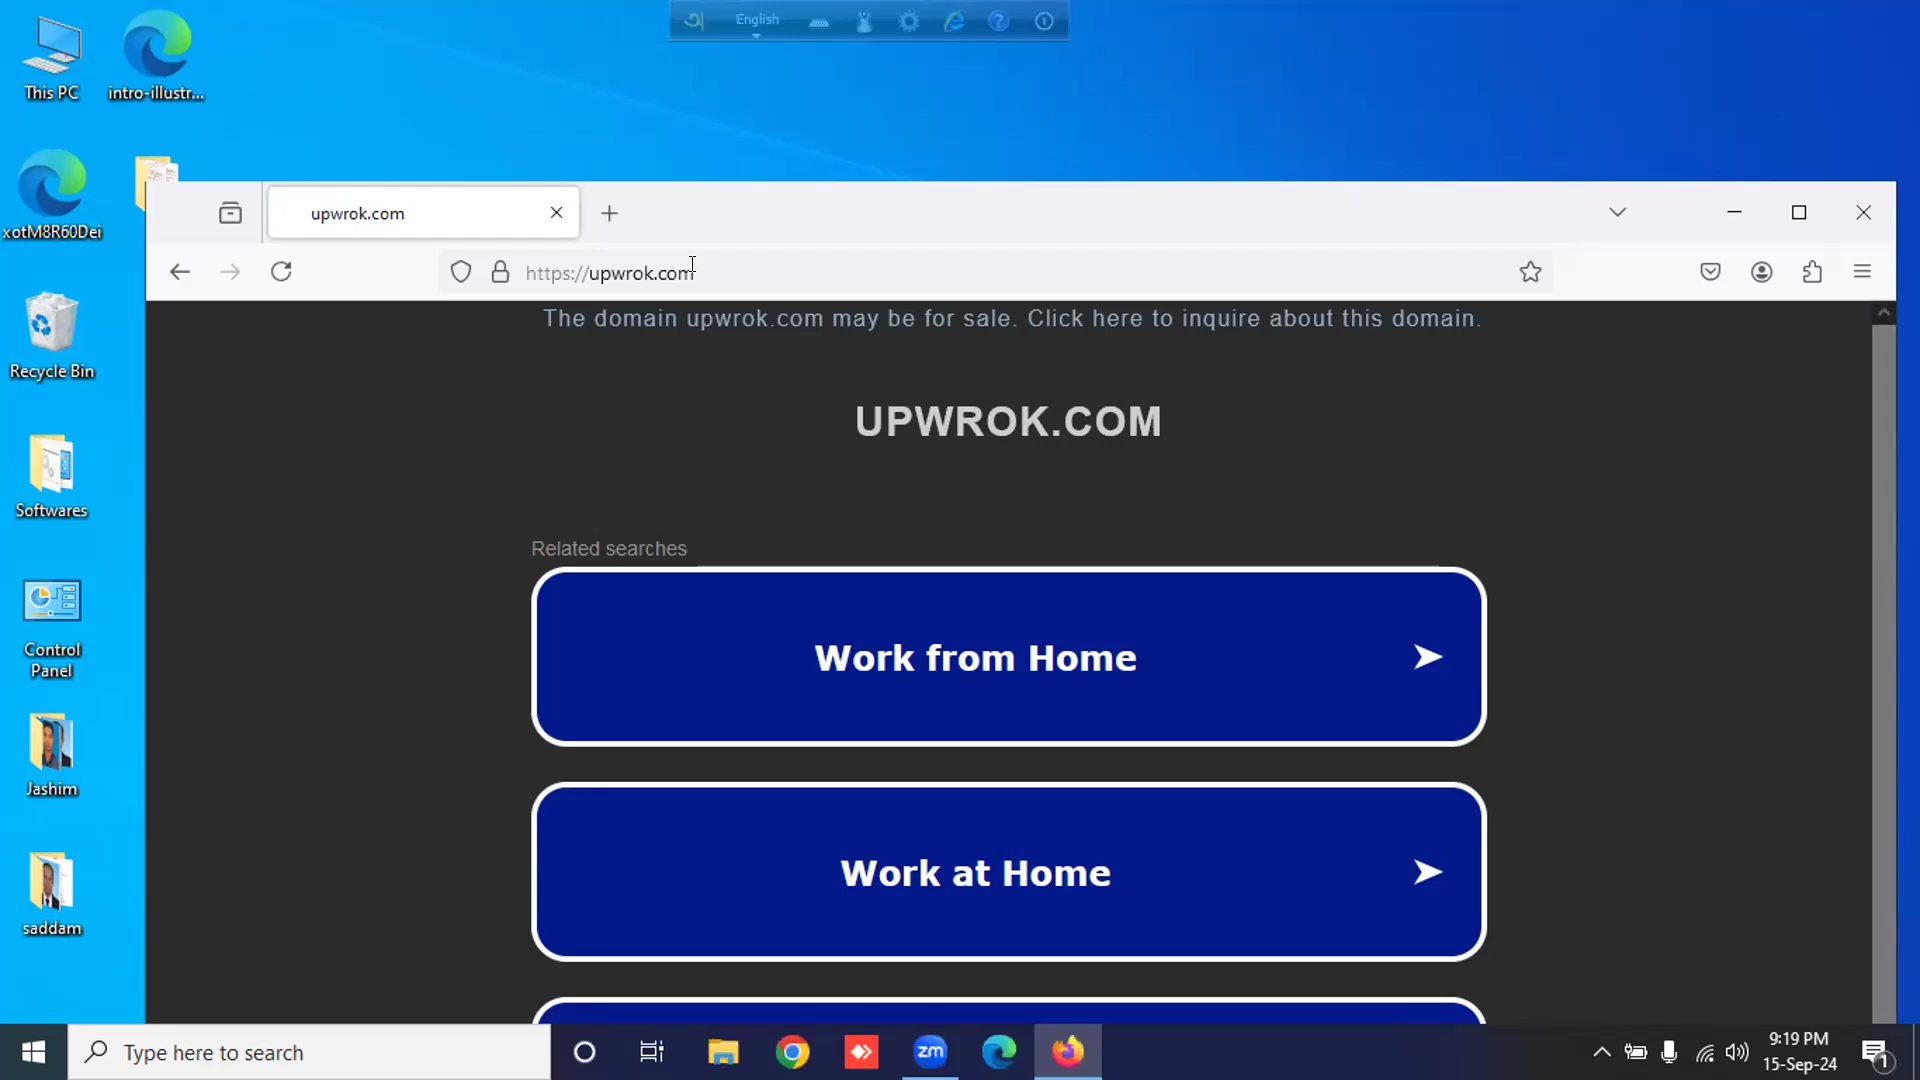 English
This PC
intro-illustr...
xotM8R60Dei
Recycle Bin
Softwares
Control
Panel
Jashim
saddam
upwrok.com
https://upwrok.com
The domain upwrok.com may be for sale. Click here to inquire about this domain.
UPWROK.COM
Related searches
Work from Home
Work at Home
Type here to search
zm
9:19 PM
15-Sep-24
1